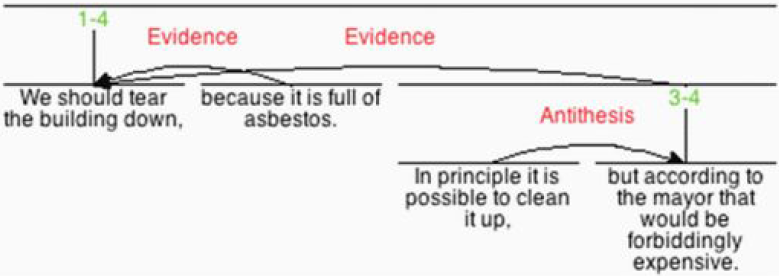 1-4
Evidence
Evidence
We should tear
the building down,
because it is full of
asbestos.
3-4
Antithesis
In principle it is
possible to clean
it up,
but according to
the mayor that
would be
forbiddingly
expensive.